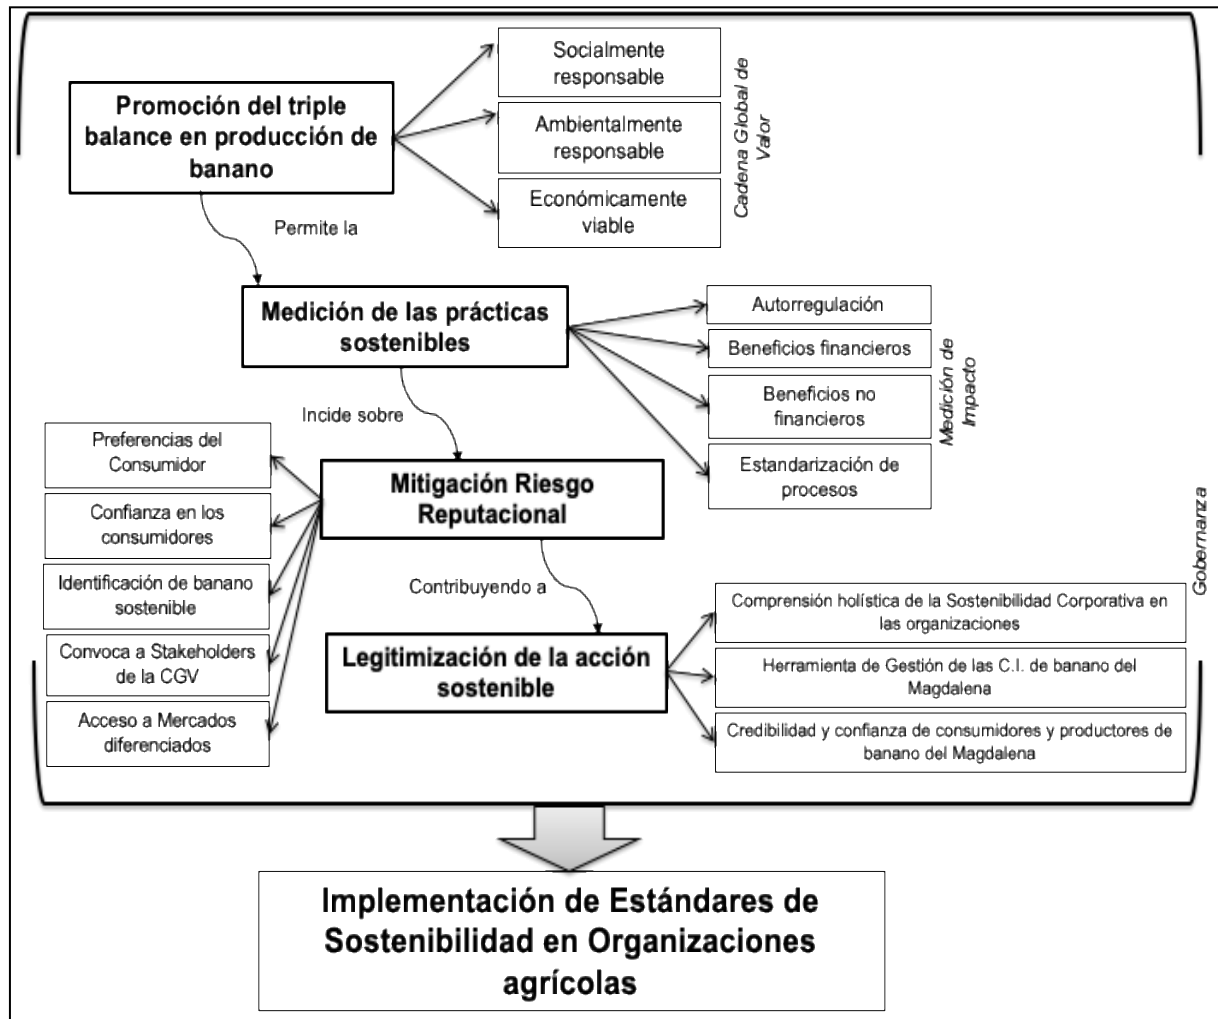 Promoción del triple
balance en producción de
banano
Socialmente
responsable
Ambientalmente
responsable
Económicamente
viable
Cadena Global de
Valor
Permite la
Medición de las prácticas
sostenibles
Autorregulación
Beneficios financieros
Beneficios no
financieros
Estandarización de
procesos
Medición de
Impacto
Incide sobre
Mitigación Riesgo
Reputacional
Preferencias del
Consumidor
Confianza en los
consumidores
Identificación de banano
sostenible
Convoca a Stakeholders
de la CGV
Acceso a Mercados
diferenciados
Contribuyendo a
Legitimización de la acción
sostenible
Comprensión holística de la Sostenibilidad Corporativa en
las organizaciones
Herramienta de Gestión de las C.I. de banano del
Magdalena
Credibilidad y confianza de consumidores y productores de
banano del Magdalena
Gobernanza
Implementación de Estándares de
Sostenibilidad en Organizaciones
agrícolas